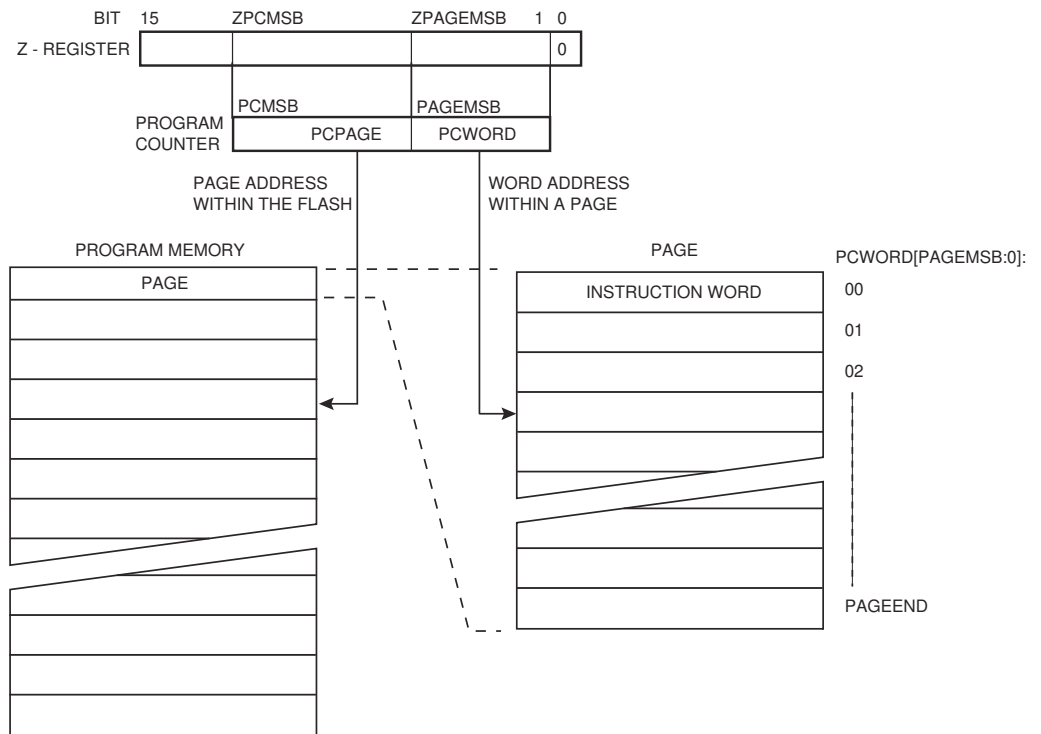 BIT 15 ZPCMSB ZPAGEMSB 1 0
Z - REGISTER 0
PCMSB PAGEMSB
PROGRAM
COUNTER
PCPAGE PCWORD
PAGE ADDRESS
WITHIN THE FLASH
WORD ADDRESS
WITHIN A PAGE
PROGRAM MEMORY
PAGE
PAGE
INSTRUCTION WORD
PCWORD[PAGEMSB:0]:
00
01
02
PAGEEND